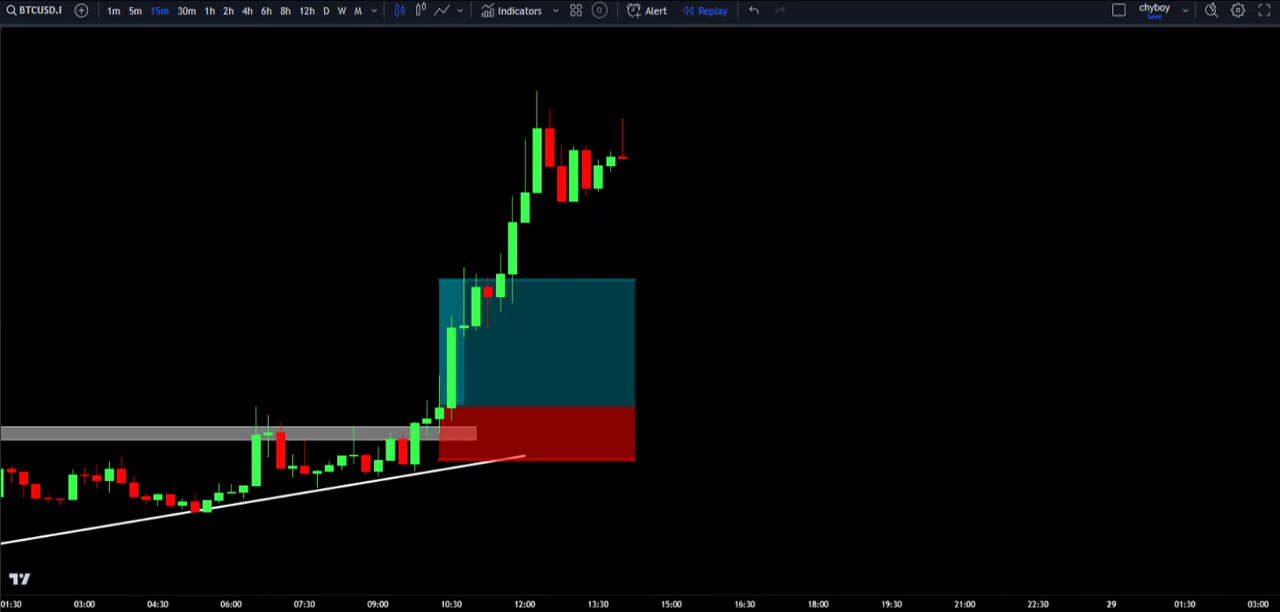 BTCUSD.I 1m 5m 15m 30m 1h 2h 4h 6h 8h 12h D W M Indicators Alert Replay chyboy
Save
01:30 03:00 04:30 06:00 07:30 09:00 10:30 12:00 13:30 15:00 16:30 18:00 19:30 21:00 22:30 29 01:30 03:00